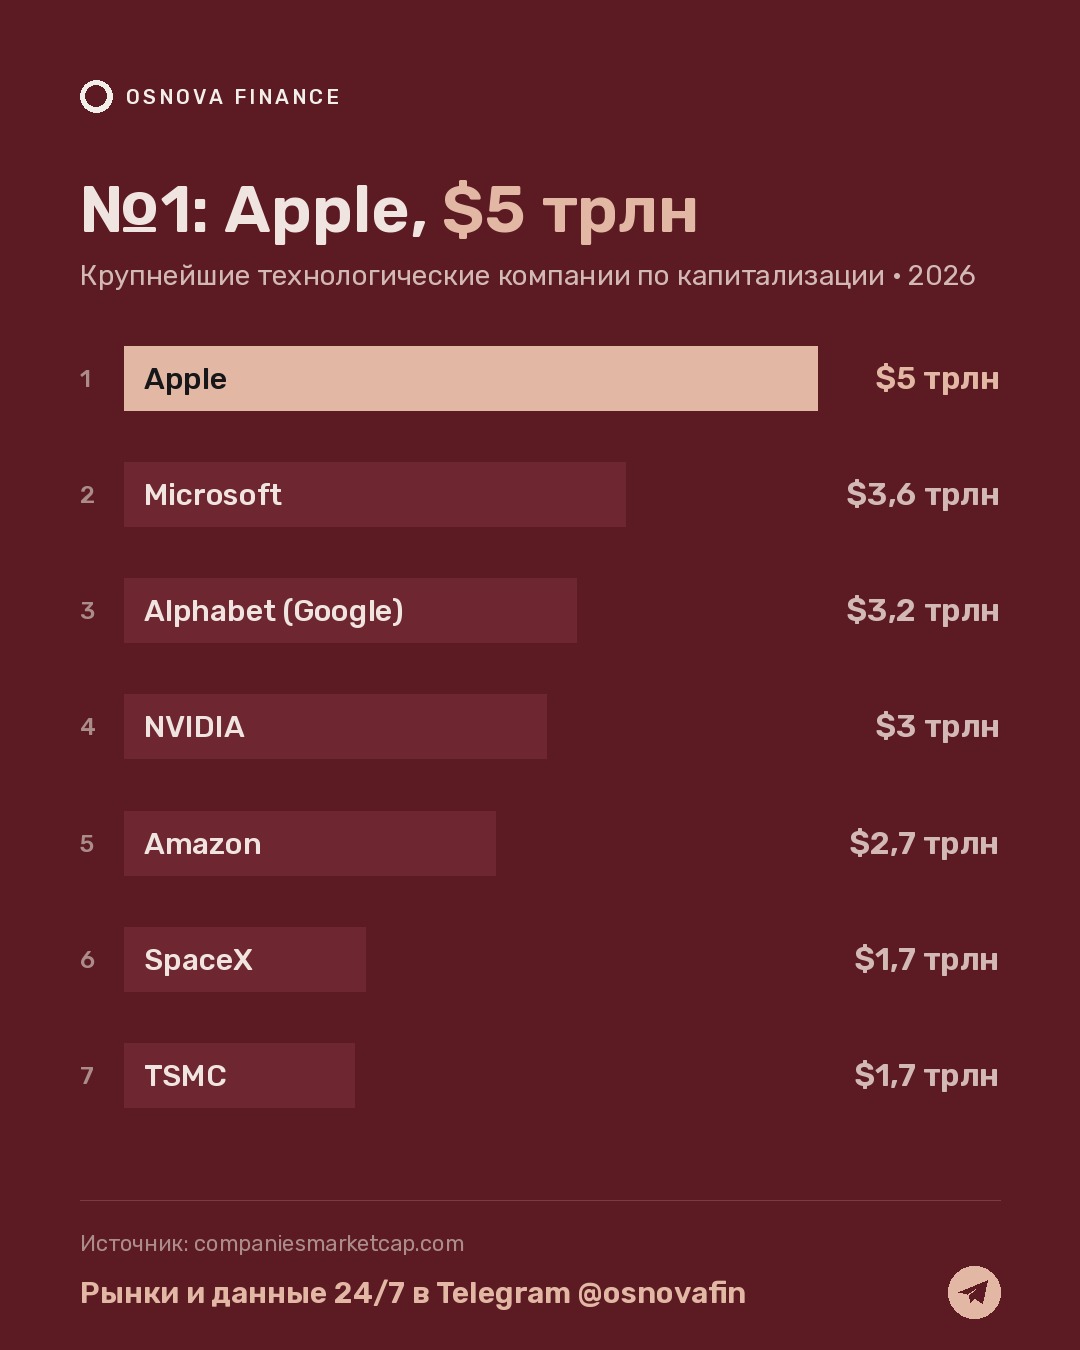 OSNOVA FINANCE
№1: Apple, $5 трлн
Крупнейшие технологические компании по капитализации • 2026
1 Apple $5 трлн
2 Microsoft $3,6 трлн
3 Alphabet (Google) $3,2 трлн
4 NVIDIA $3 трлн
5 Amazon $2,7 трлн
6 SpaceX $1,7 трлн
7 TSMC $1,7 трлн
Источник: companiesmarketcap.com
Рынки и данные 24/7 в Telegram @osnovafin